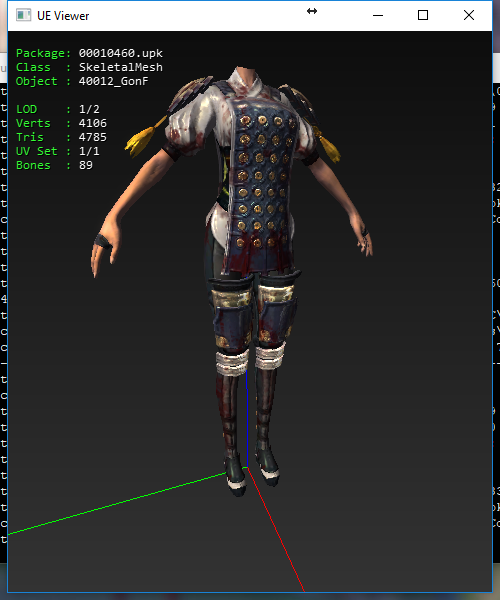 UE Viewer
Package: 00010460.upk
Class : SkeletalMesh
Object : 40012_GonF
LOD : 1/2
Verts : 4106
Tris : 4785
UV Set : 1/1
Bones : 89